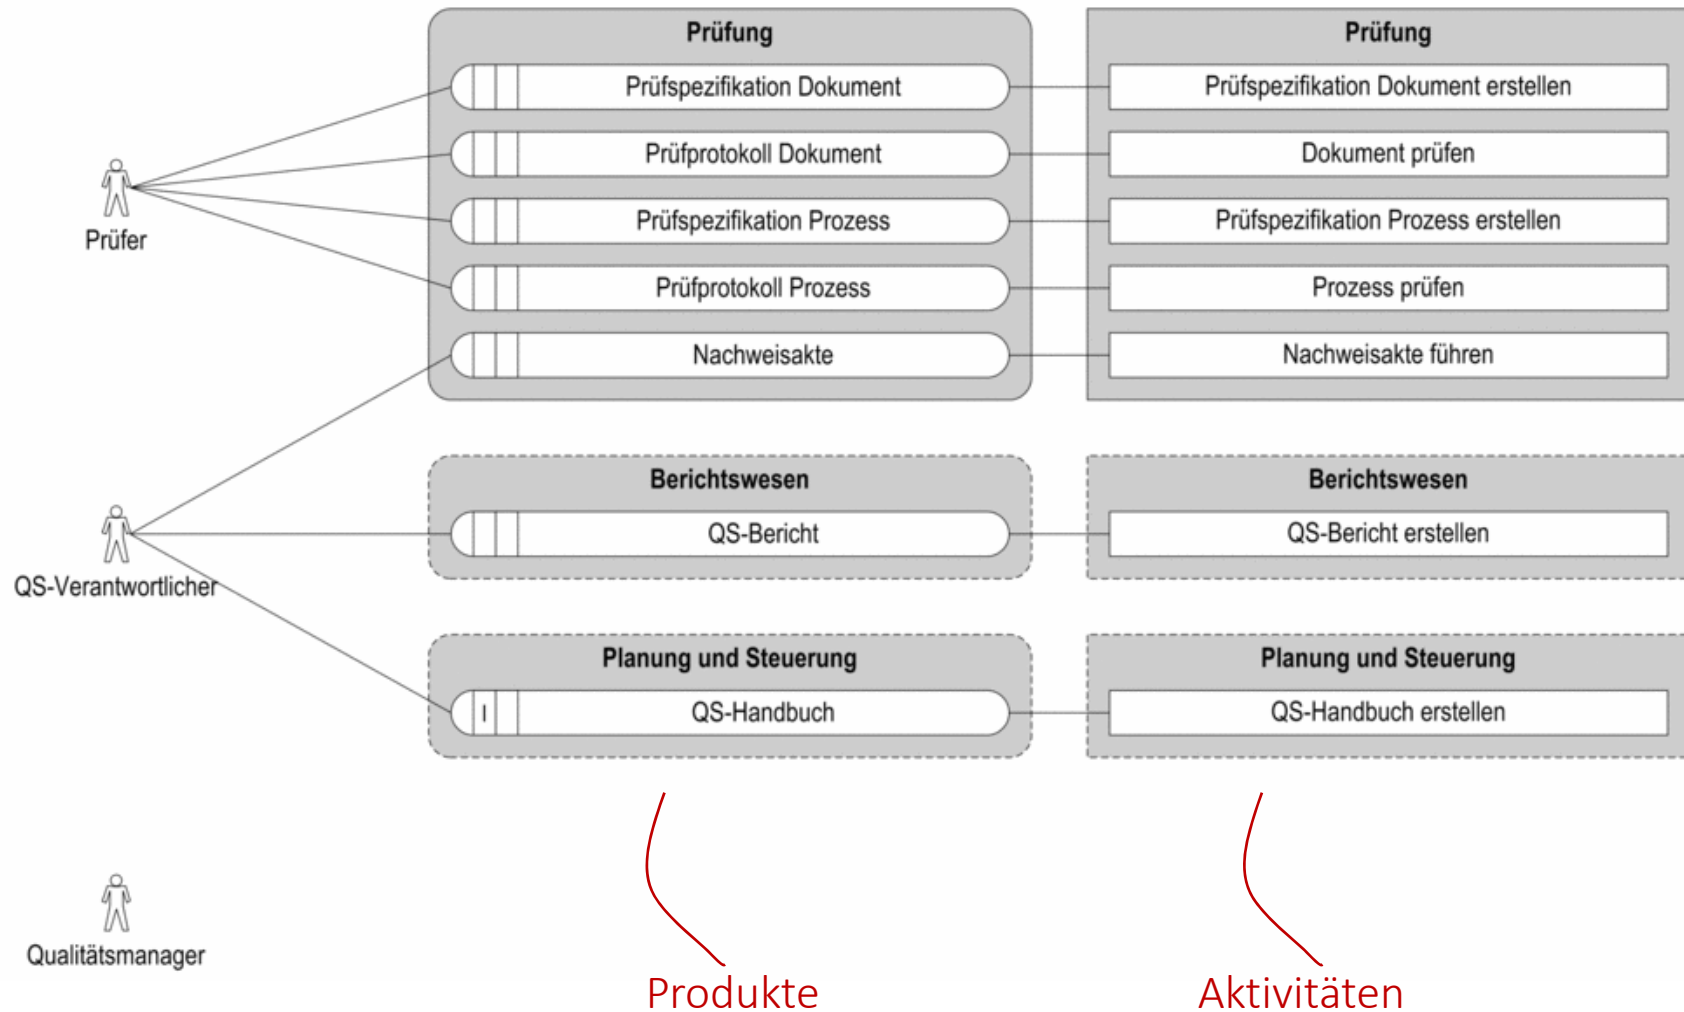 Prüfung
Prüfung
Prüfspezifikation Dokument
Prüfspezifikation Dokument erstellen
Prüfprotokoll Dokument
Dokument prüfen
Prüfspezifikation Prozess
Prüfspezifikation Prozess erstellen
Prüfer
Prüfprotokoll Prozess
Prozess prüfen
Nachweisakte
Nachweisakte führen
Berichtswesen
Berichtswesen
QS-Bericht
QS-Bericht erstellen
QS-Verantwortlicher
Planung und Steuerung
Planung und Steuerung
I
QS-Handbuch
QS-Handbuch erstellen
Qualitätsmanager
Produkte
Aktivitäten